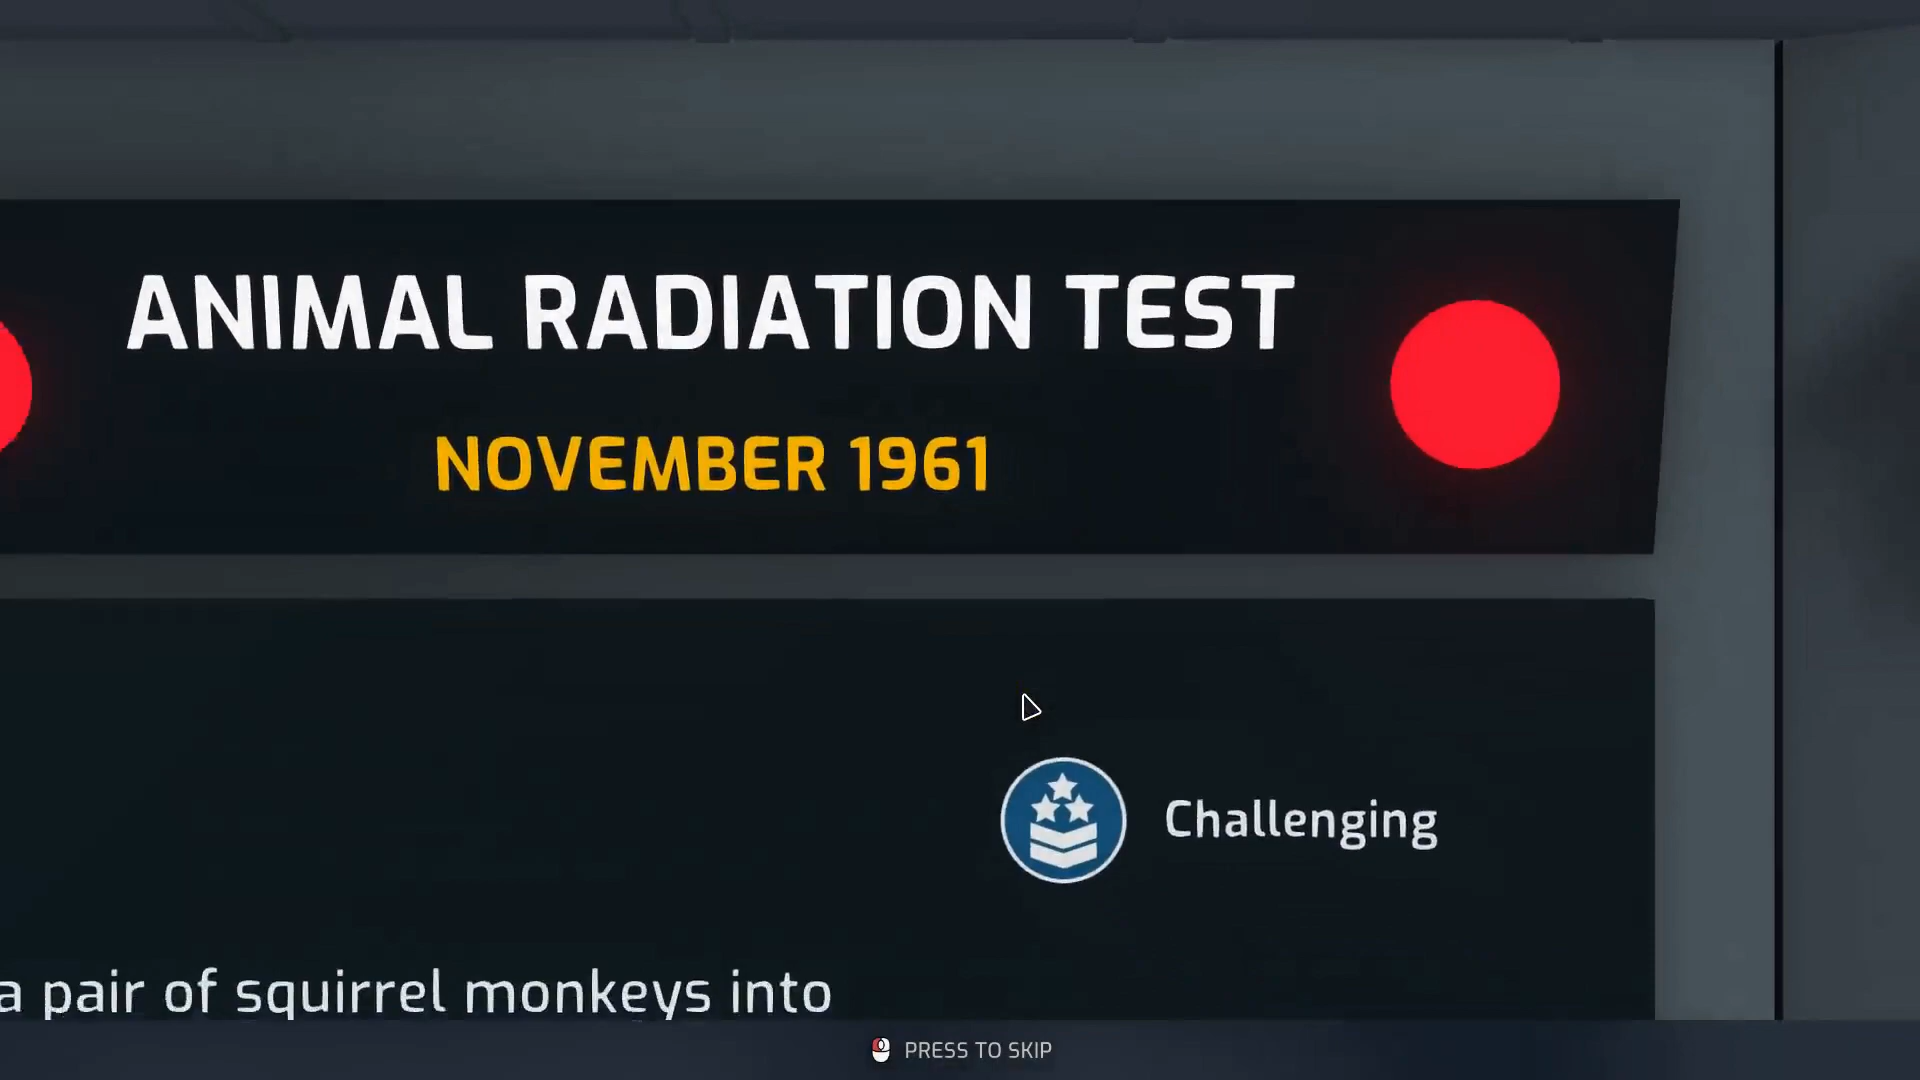 ANIMAL RADIATION TEST
NOVEMBER 1961
Challenging
a pair of squirrel monkeys into
PRESS TO SKIP